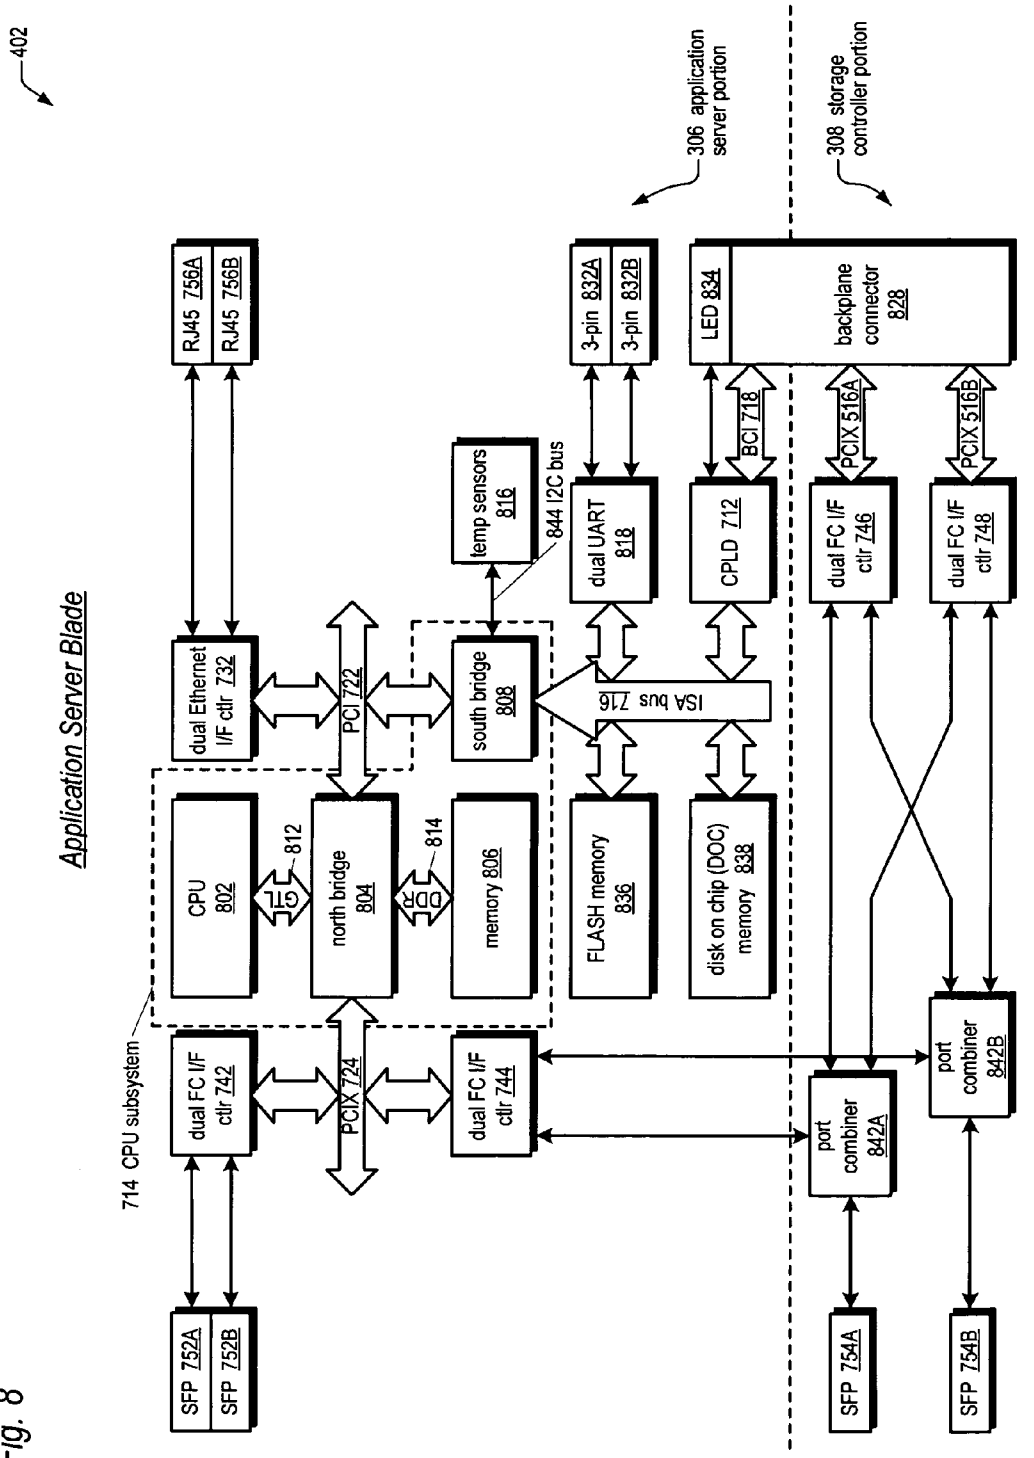 Fig. 8
Application Server Blade
402
714 CPU subsystem
SFP 752A
SFP 752B
dual FC I/F
ctlr 742
CPU
802
dual Ethernet
I/F ctlr 732
RJ45 756A
RJ45 756B
GTL
812
PCIX 724
north bridge
804
PCI 722
DDR
814
dual FC I/F
ctlr 744
memory 806
south bridge
808
temp sensors
816
844 I2C bus
ISA bus 716
FLASH memory
836
dual UART
818
3-pin 832A
3-pin 832B
306 application
server portion
disk on chip (DOC)
memory 838
CPLD 712
BCI 718
LED 834
backplane
connector
828
308 storage
controller portion
SFP 754A
port
combiner
842A
dual FC I/F
ctlr 746
PCIX 516A
SFP 754B
port
combiner
842B
dual FC I/F
ctlr 748
PCIX 516B